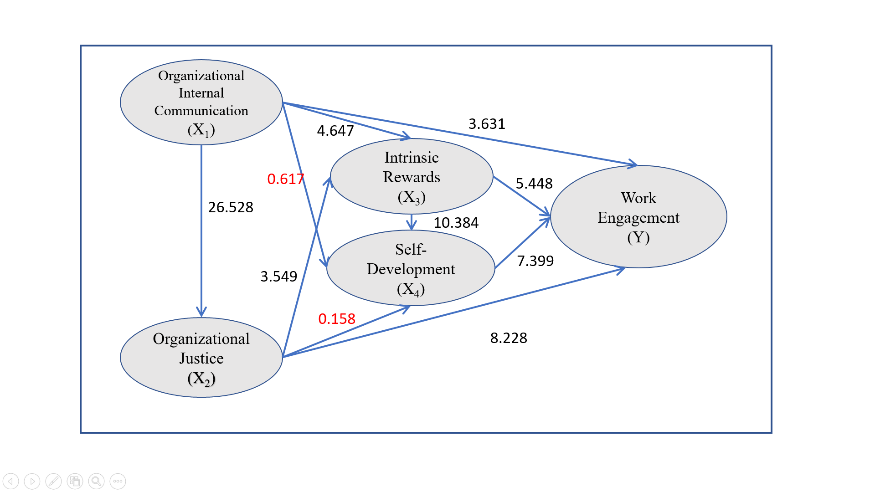 Organizational
Internal
Communication
(X₁)
4.647
3.631
Intrinsic
Rewards
(X₃)
0.617
5.448
Work
Engagement
(Y)
26.528
10.384
Self-
Development
(X₄)
7.399
3.549
0.158
Organizational
Justice
(X₂)
8.228